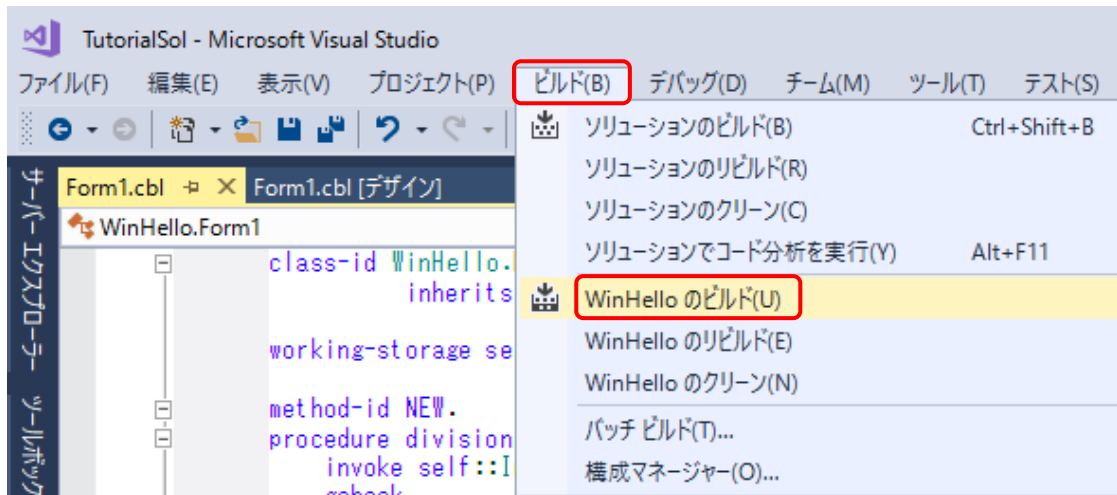 TutorialSol - Microsoft Visual Studio
ファイル(F) 編集(E) 表示(V) プロジェクト(P) ビルド(B) デバッグ(D) チーム(M) ツール(T) テスト(S)
ソリューションのビルド(B) Ctrl+Shift+B
ソリューションのリビルド(R)
ソリューションのクリーン(C)
ソリューションでコード分析を実行(Y) Alt+F11
WinHello のビルド(U)
WinHello のリビルド(E)
WinHello のクリーン(N)
バッチ ビルド(T)...
構成マネージャー(O)...
サーバー エクスプローラー
ツールボック
Form1.cbl Form1.cbl [デザイン]
WinHello.Form1
class-id WinHello.
inherits
working-storage se
method-id NEW.
procedure division
invoke self::I
goback